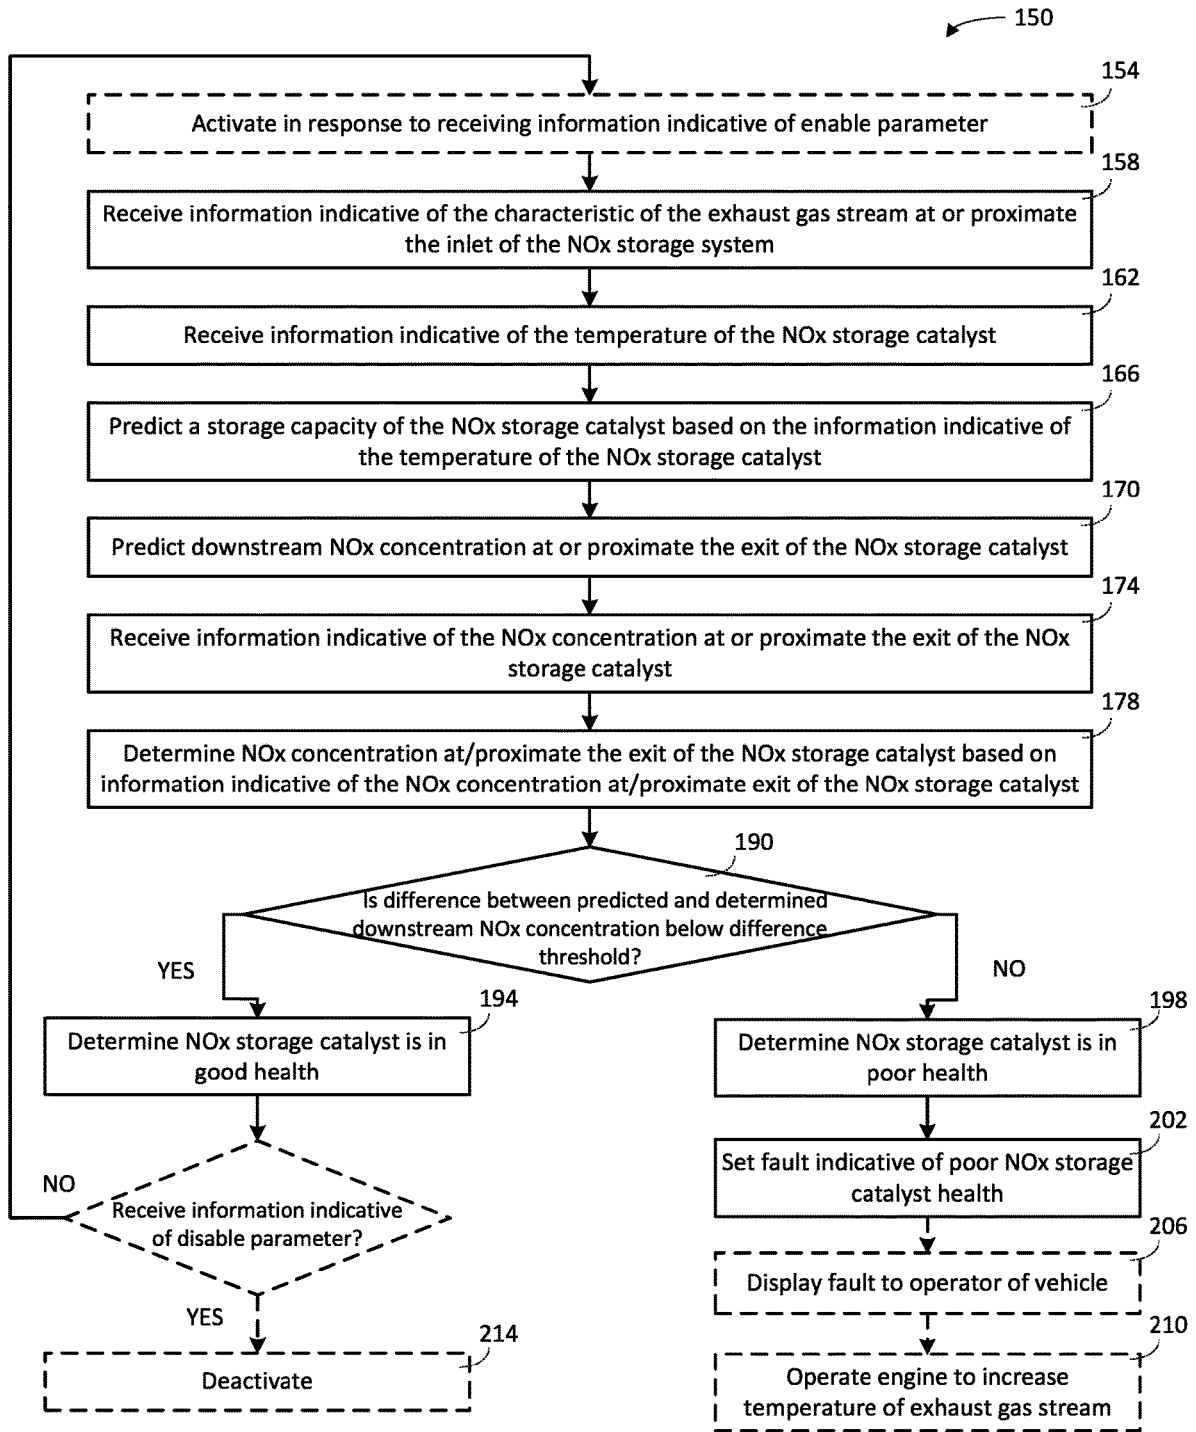 150
154
Activate in response to receiving information indicative of enable parameter
158
Receive information indicative of the characteristic of the exhaust gas stream at or proximate
the inlet of the NOx storage system
162
Receive information indicative of the temperature of the NOx storage catalyst
166
Predict a storage capacity of the NOx storage catalyst based on the information indicative of
the temperature of the NOx storage catalyst
170
Predict downstream NOx concentration at or proximate the exit of the NOx storage catalyst
174
Receive information indicative of the NOx concentration at or proximate the exit of the NOx
storage catalyst
178
Determine NOx concentration at/proximate the exit of the NOx storage catalyst based on
information indicative of the NOx concentration at/proximate exit of the NOx storage catalyst
190
Is difference between predicted and determined
downstream NOx concentration below difference
threshold?
YES
NO
194
Determine NOx storage catalyst is in
good health
198
Determine NOx storage catalyst is in
poor health
202
Set fault indicative of poor NOx storage
catalyst health
NO
Receive information indicative
of disable parameter?
206
Display fault to operator of vehicle
YES
214
Deactivate
210
Operate engine to increase
temperature of exhaust gas stream